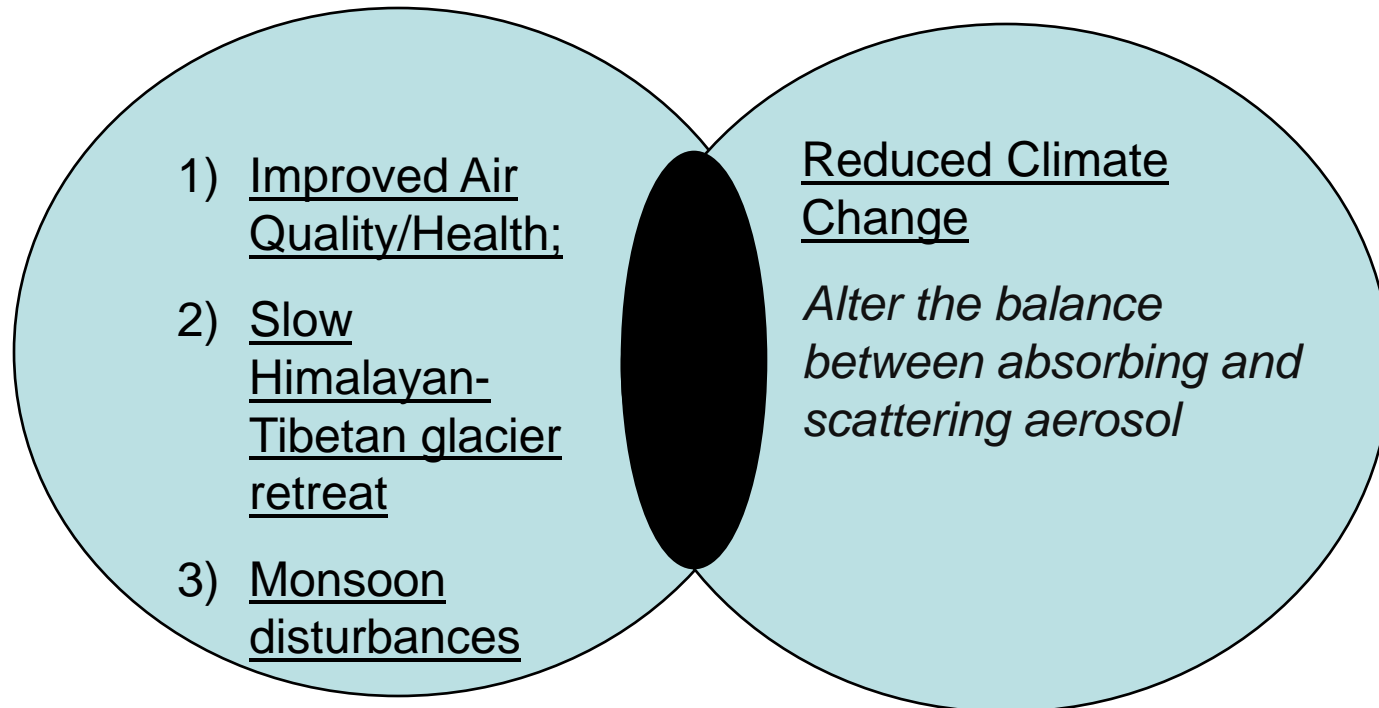 1) Improved Air
Quality/Health;
2) Slow
Himalayan-
Tibetan glacier
retreat
3) Monsoon
disturbances
Reduced Climate
Change
Alter the balance
between absorbing and
scattering aerosol